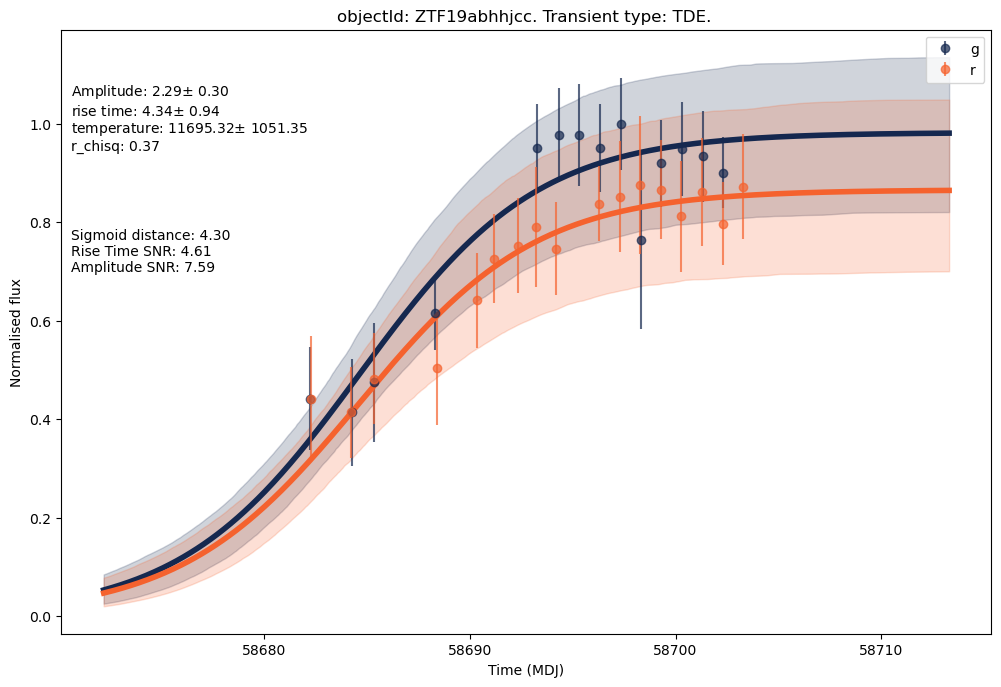 objectId: ZTF19abhhjcc. Transient type: TDE.
g
r
Amplitude: 2.29± 0.30
rise time: 4.34± 0.94
temperature: 11695.32± 1051.35
r_chisq: 0.37
Sigmoid distance: 4.30
Rise Time SNR: 4.61
Amplitude SNR: 7.59
Normalised flux
1.0
0.8
0.6
0.4
0.2
0.0
58680
58690
58700
58710
Time (MDJ)